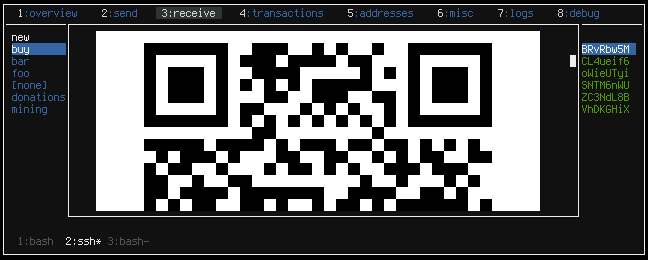 1:overview 2:send 3:receive 4:transactions 5:addresses 6:misc 7:logs 8:debug
new
buy
bar
foo
[none]
donations
mining
BRvRbw5M
CL4ueif6
oWieUTyi
SNTM6nWU
ZC3NdL8B
VhDKGHiX
1:bash 2:ssh* 3:bash-